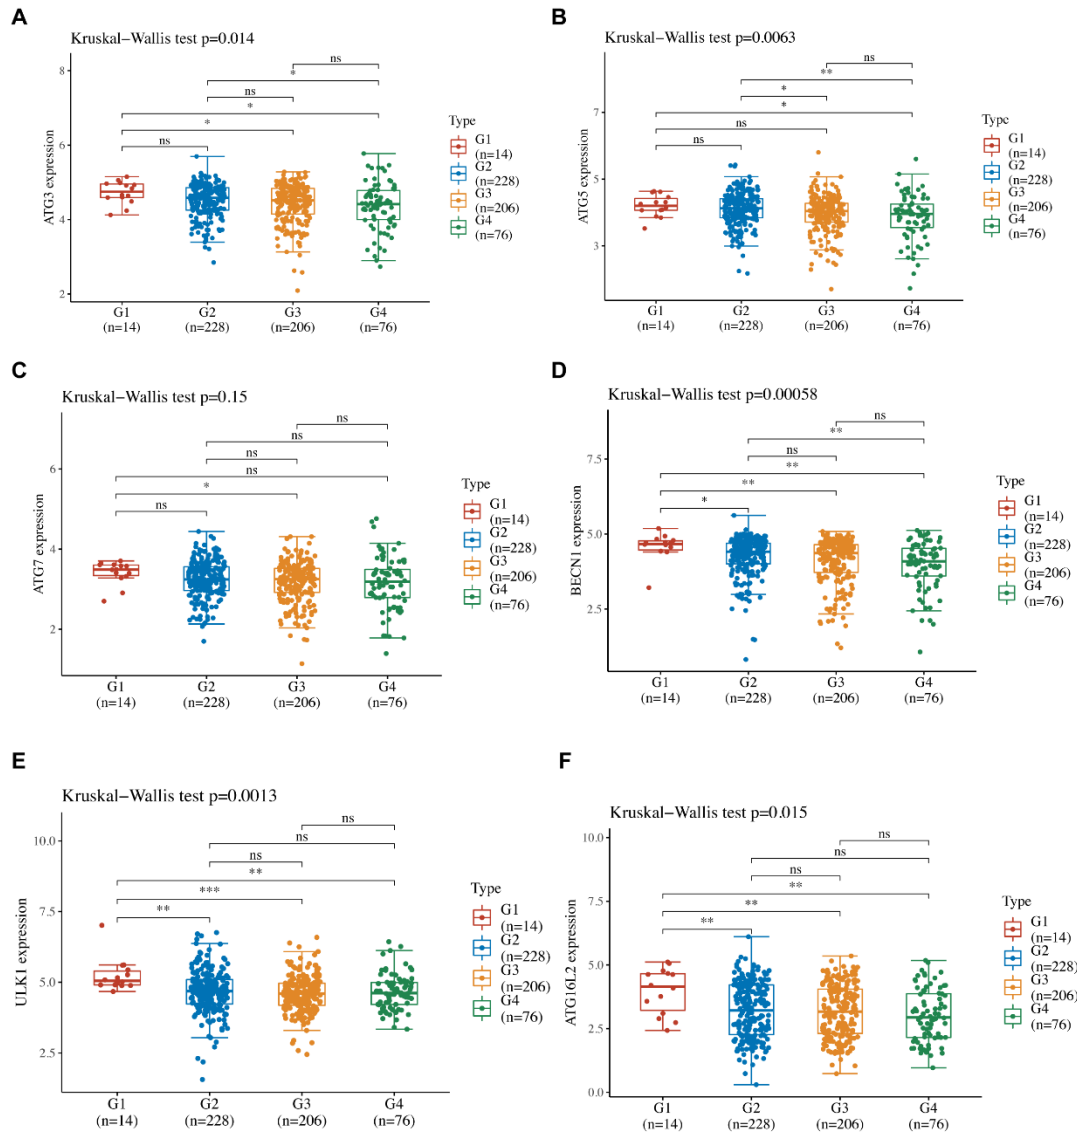 A
Kruskal−Wallis test p=0.014
ATG3 expression
8
6
4
2
ns
*
ns
*
*
ns
G1
(n=14)
G2
(n=228)
G3
(n=206)
G4
(n=76)
Type
G1
(n=14)
G2
(n=228)
G3
(n=206)
G4
(n=76)
B
Kruskal−Wallis test p=0.0063
ATG5 expression
7
5
3
ns
**
*
*
ns
ns
G1
(n=14)
G2
(n=228)
G3
(n=206)
G4
(n=76)
Type
G1
(n=14)
G2
(n=228)
G3
(n=206)
G4
(n=76)
C
Kruskal−Wallis test p=0.15
ATG7 expression
6
4
2
ns
ns
ns
ns
*
ns
G1
(n=14)
G2
(n=228)
G3
(n=206)
G4
(n=76)
Type
G1
(n=14)
G2
(n=228)
G3
(n=206)
G4
(n=76)
D
Kruskal−Wallis test p=0.00058
BECN1 expression
7.5
5.0
2.5
ns
**
ns
**
**
*
G1
(n=14)
G2
(n=228)
G3
(n=206)
G4
(n=76)
Type
G1
(n=14)
G2
(n=228)
G3
(n=206)
G4
(n=76)
E
Kruskal−Wallis test p=0.0013
ULK1 expression
10.0
7.5
5.0
2.5
ns
ns
ns
**
***
**
G1
(n=14)
G2
(n=228)
G3
(n=206)
G4
(n=76)
Type
G1
(n=14)
G2
(n=228)
G3
(n=206)
G4
(n=76)
F
Kruskal−Wallis test p=0.015
ATG16L2 expression
10.0
7.5
5.0
2.5
0.0
ns
ns
ns
**
**
**
G1
(n=14)
G2
(n=228)
G3
(n=206)
G4
(n=76)
Type
G1
(n=14)
G2
(n=228)
G3
(n=206)
G4
(n=76)